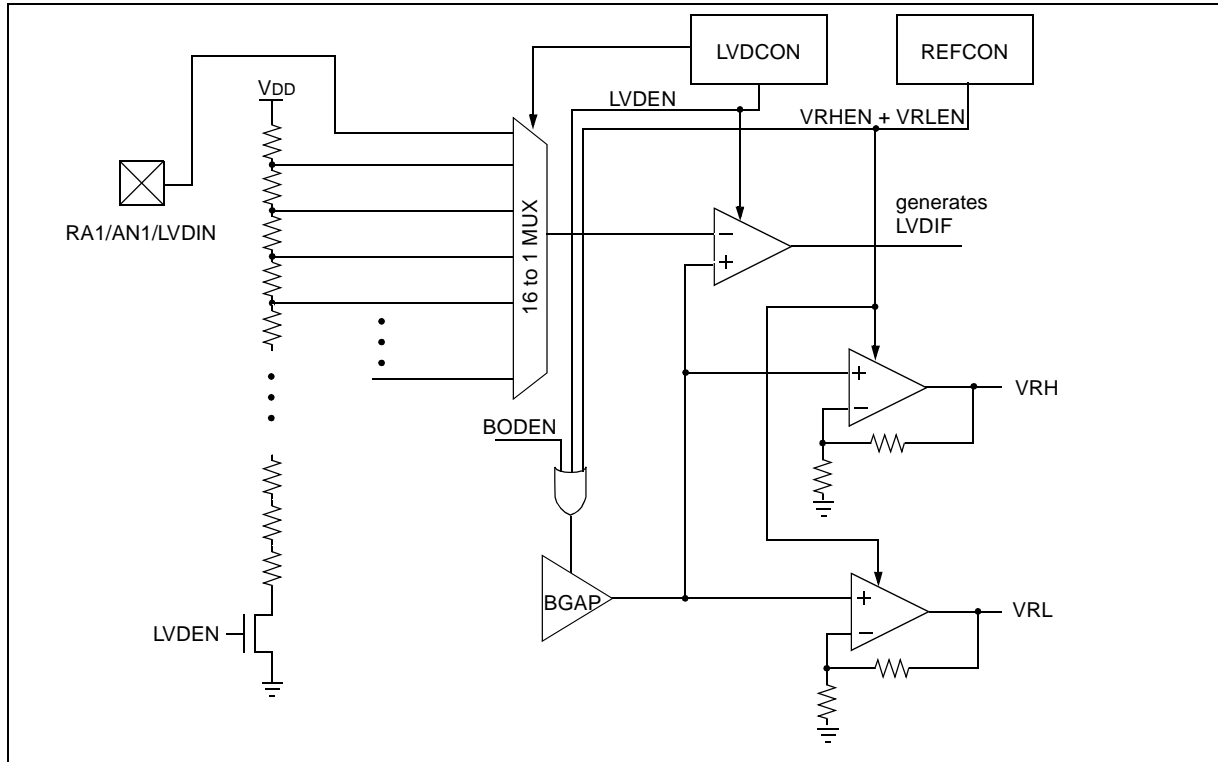 LVDCON
REFCON
VDD
LVDEN
VRHEN + VRLEN
RA1/AN1/LVDIN
16 to 1 MUX
generates
LVDIF
−
+
+
−
VRH
BODEN
BGAP
+
−
VRL
LVDEN